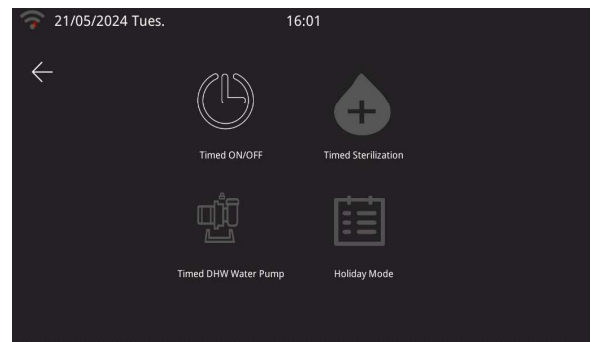 21/05/2024 Tues. 16:01
Timed ON/OFF Timed Sterilization
Timed DHW Water Pump Holiday Mode